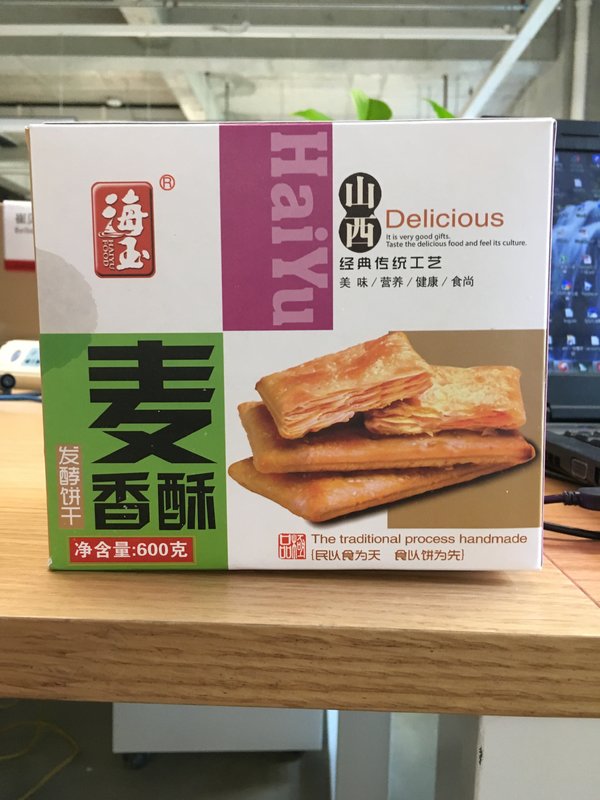 海玉
HAIYU FOOD
®
HaiYu
山西
Delicious
It is very good gifts.
Taste the delicious food and feel its culture.
经典传统工艺
美 味/营养/健康/食尚
麦
香酥
发酵饼干
净含量:600克
The traditional process handmade
[民以食为天 食以饼为先]